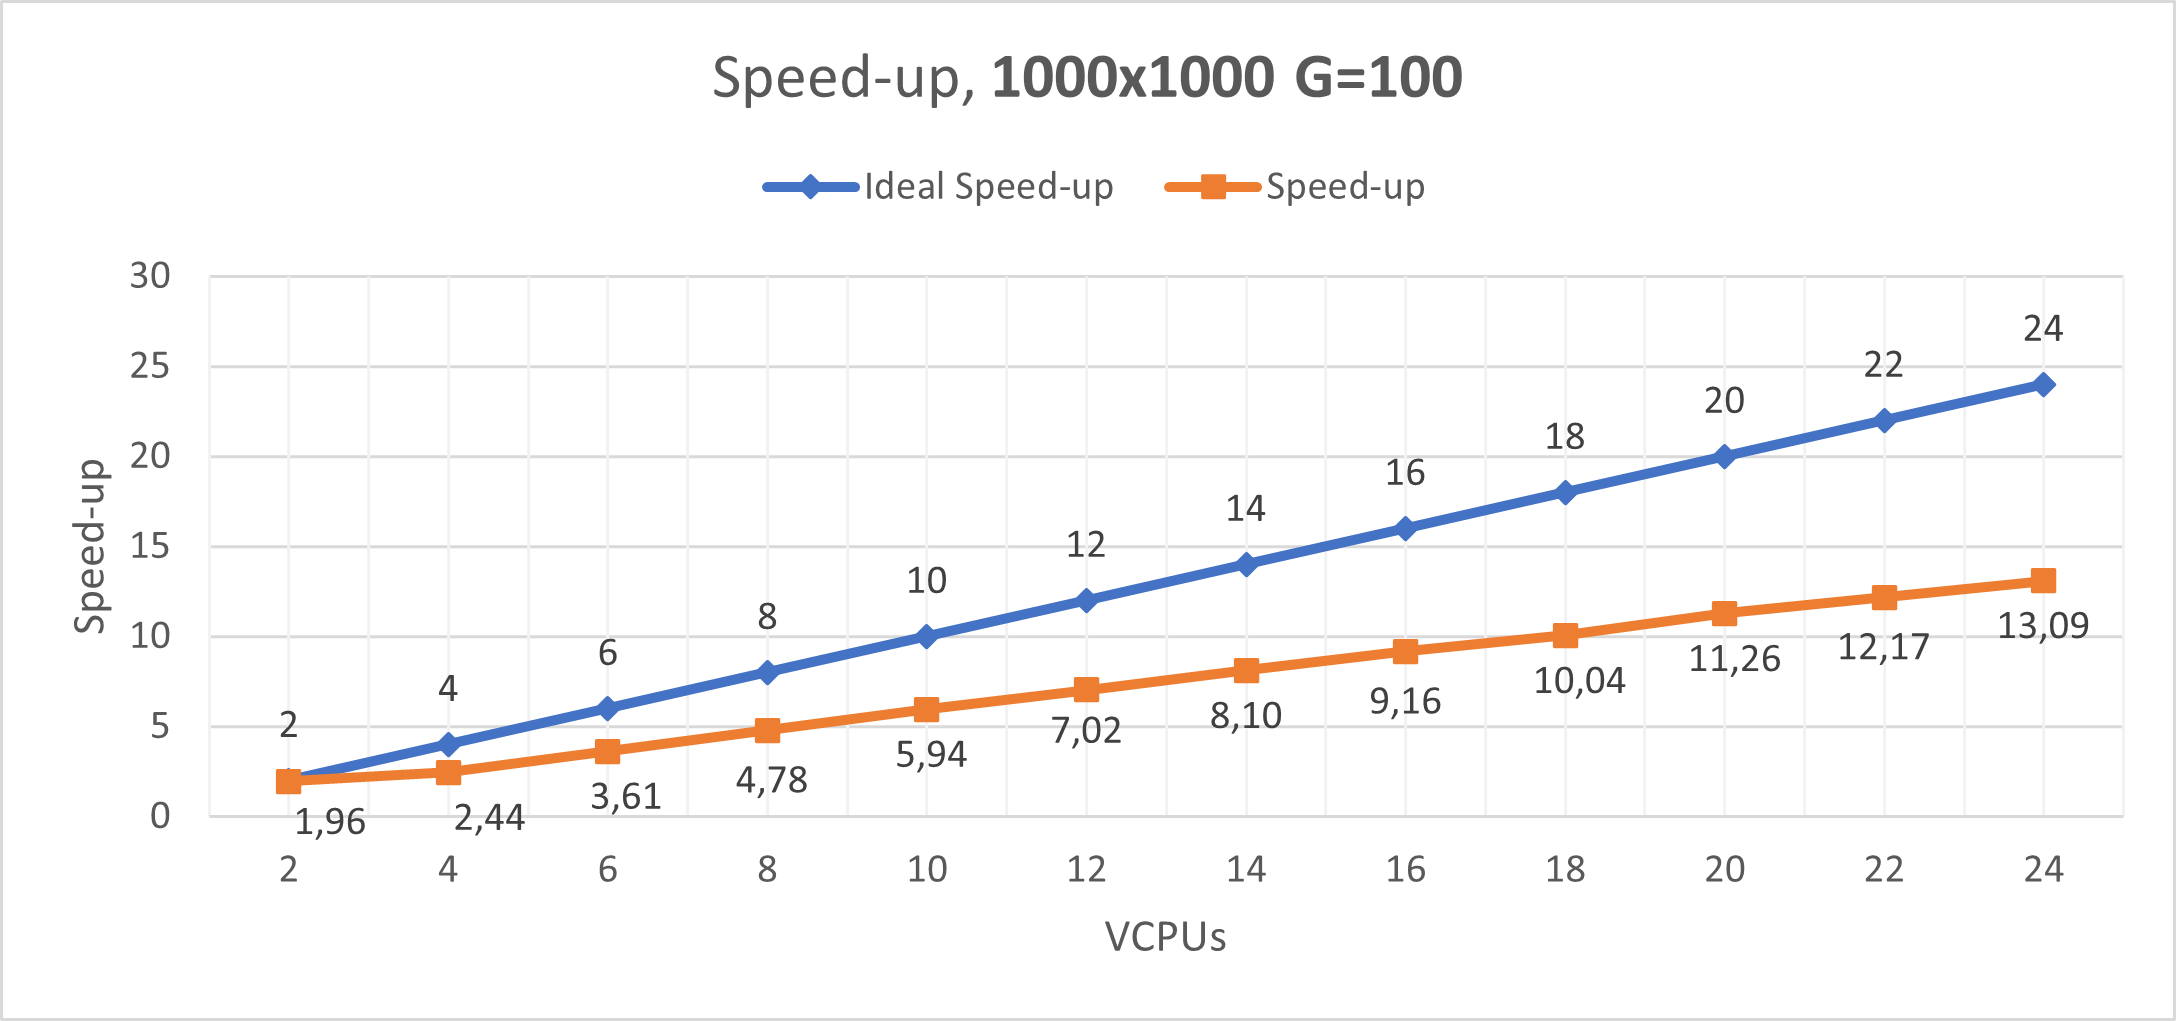 Speed-up, 1000x1000 G=100
Ideal Speed-up Speed-up
30
25
20
15
10
5
0
Speed-up
2 4 6 8 10 12 14 16 18 20 22 24
1,96 2,44 3,61 4,78 5,94 7,02 8,10 9,16 10,04 11,26 12,17 13,09
2 4 6 8 10 12 14 16 18 20 22 24
VCPUs